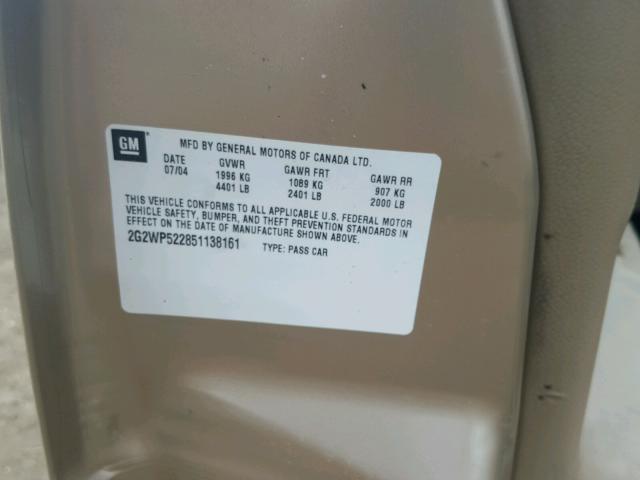 GM
MFD BY GENERAL MOTORS OF CANADA LTD.
DATE GVWR GAWR FRT GAWR RR
07/04 1996 KG 1089 KG 907 KG
4401 LB 2401 LB 2000 LB
THIS VEHICLE CONFORMS TO ALL APPLICABLE U.S. FEDERAL MOTOR
VEHICLE SAFETY, BUMPER, AND THEFT PREVENTION STANDARDS IN
EFFECT ON THE DATE OF MANUFACTURE SHOWN ABOVE.
2G2WP522851138161 TYPE: PASS CAR